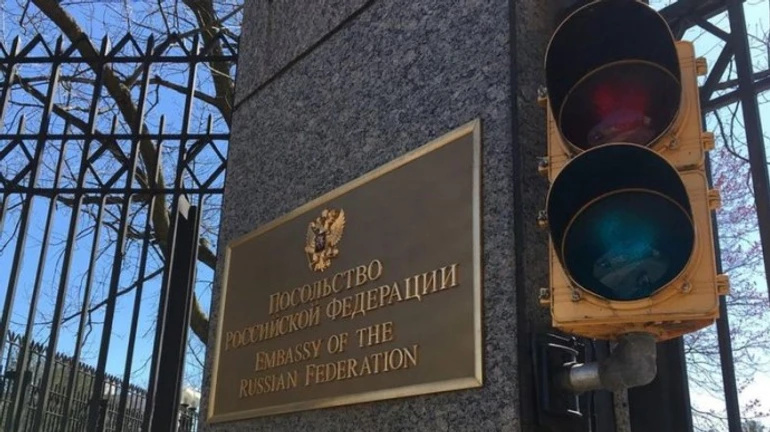 Посольство
Российской Федерации
Embassy of the
Russian Federation